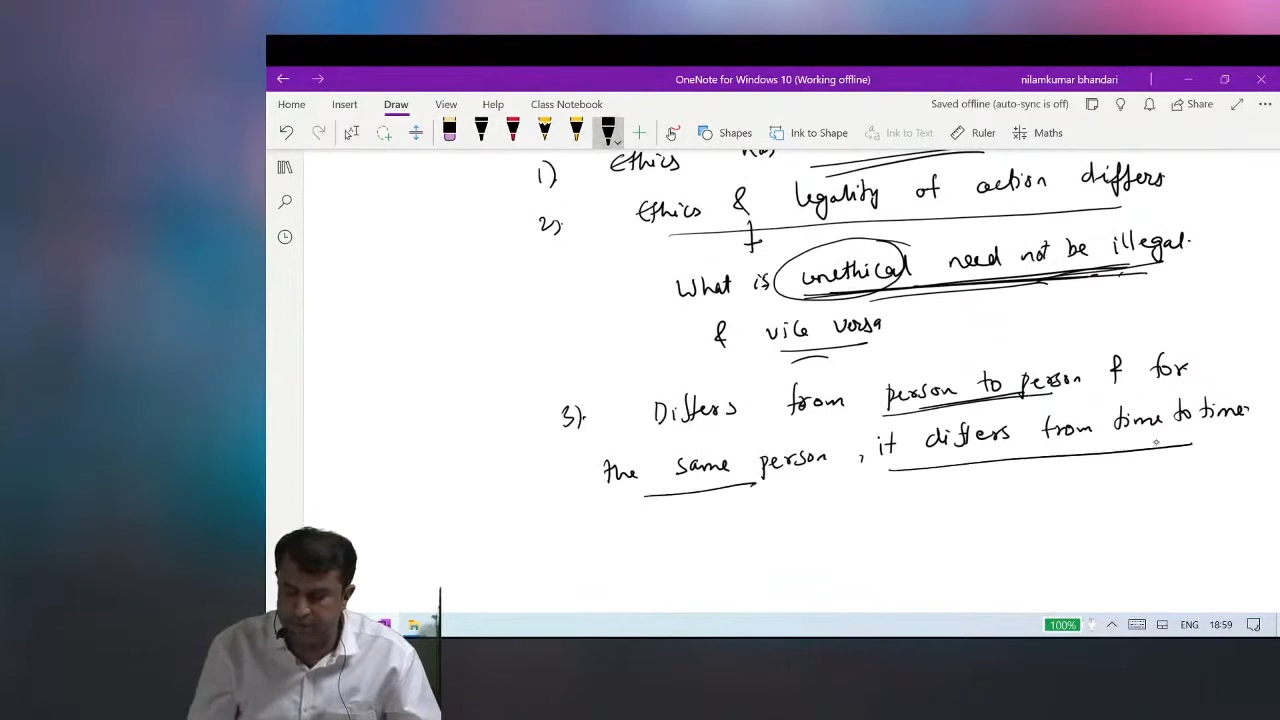 OneNote for Windows 10 (Working offline)
nilamkumar bhandari
Home Insert Draw View Help Class Notebook
Saved offline (auto-sync is off)
Share
Shapes
Ink to Shape
Ink to Text
Ruler
Maths
1) Ethics
2) Ethics & legality of action differs
What is unethical need not be illegal.
& vice versa
3) Differs from person to person & for
the same person, it differs from time to time
100%
ENG
18:59